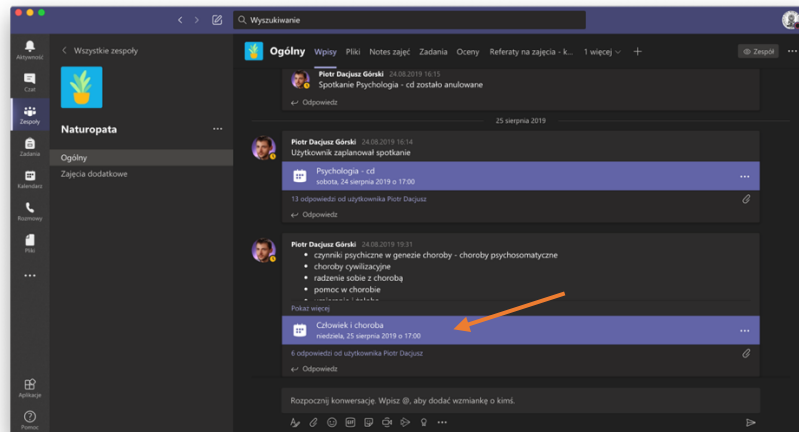 Wyszukiwanie
Aktywność
Czat
Zespoły
Zadania
Kalendarz
Rozmowy
Pliki
Aplikacje
Pomoc
Wszystkie zespoły
Naturopata
Ogólny
Zajęcia dodatkowe
Ogólny Wpisy Pliki Notes zajęć Zadania Oceny Referaty na zajęcia - k... 1 więcej Zespół
Piotr Dacjusz Górski 24.08.2019 16:15
Spotkanie Psychologia - cd zostało anulowane
Odpowiedz
25 sierpnia 2019
Piotr Dacjusz Górski 24.08.2019 16:14
Użytkownik zaplanował spotkanie
Psychologia - cd
sobota, 24 sierpnia 2019 o 17:00
13 odpowiedzi od użytkownika Piotr Dacjusz
Odpowiedz
Piotr Dacjusz Górski 24.08.2019 19:31
• czynniki psychiczne w genezie choroby - choroby psychosomatyczne
• choroby cywilizacyjne
• radzenie sobie z chorobą
• pomoc w chorobie
Pokaż więcej
Człowiek i choroba
niedziela, 25 sierpnia 2019 o 17:00
6 odpowiedzi od użytkownika Piotr Dacjusz
Odpowiedz
Rozpocznij konwersację. Wpisz @, aby dodać wzmiankę o kimś.